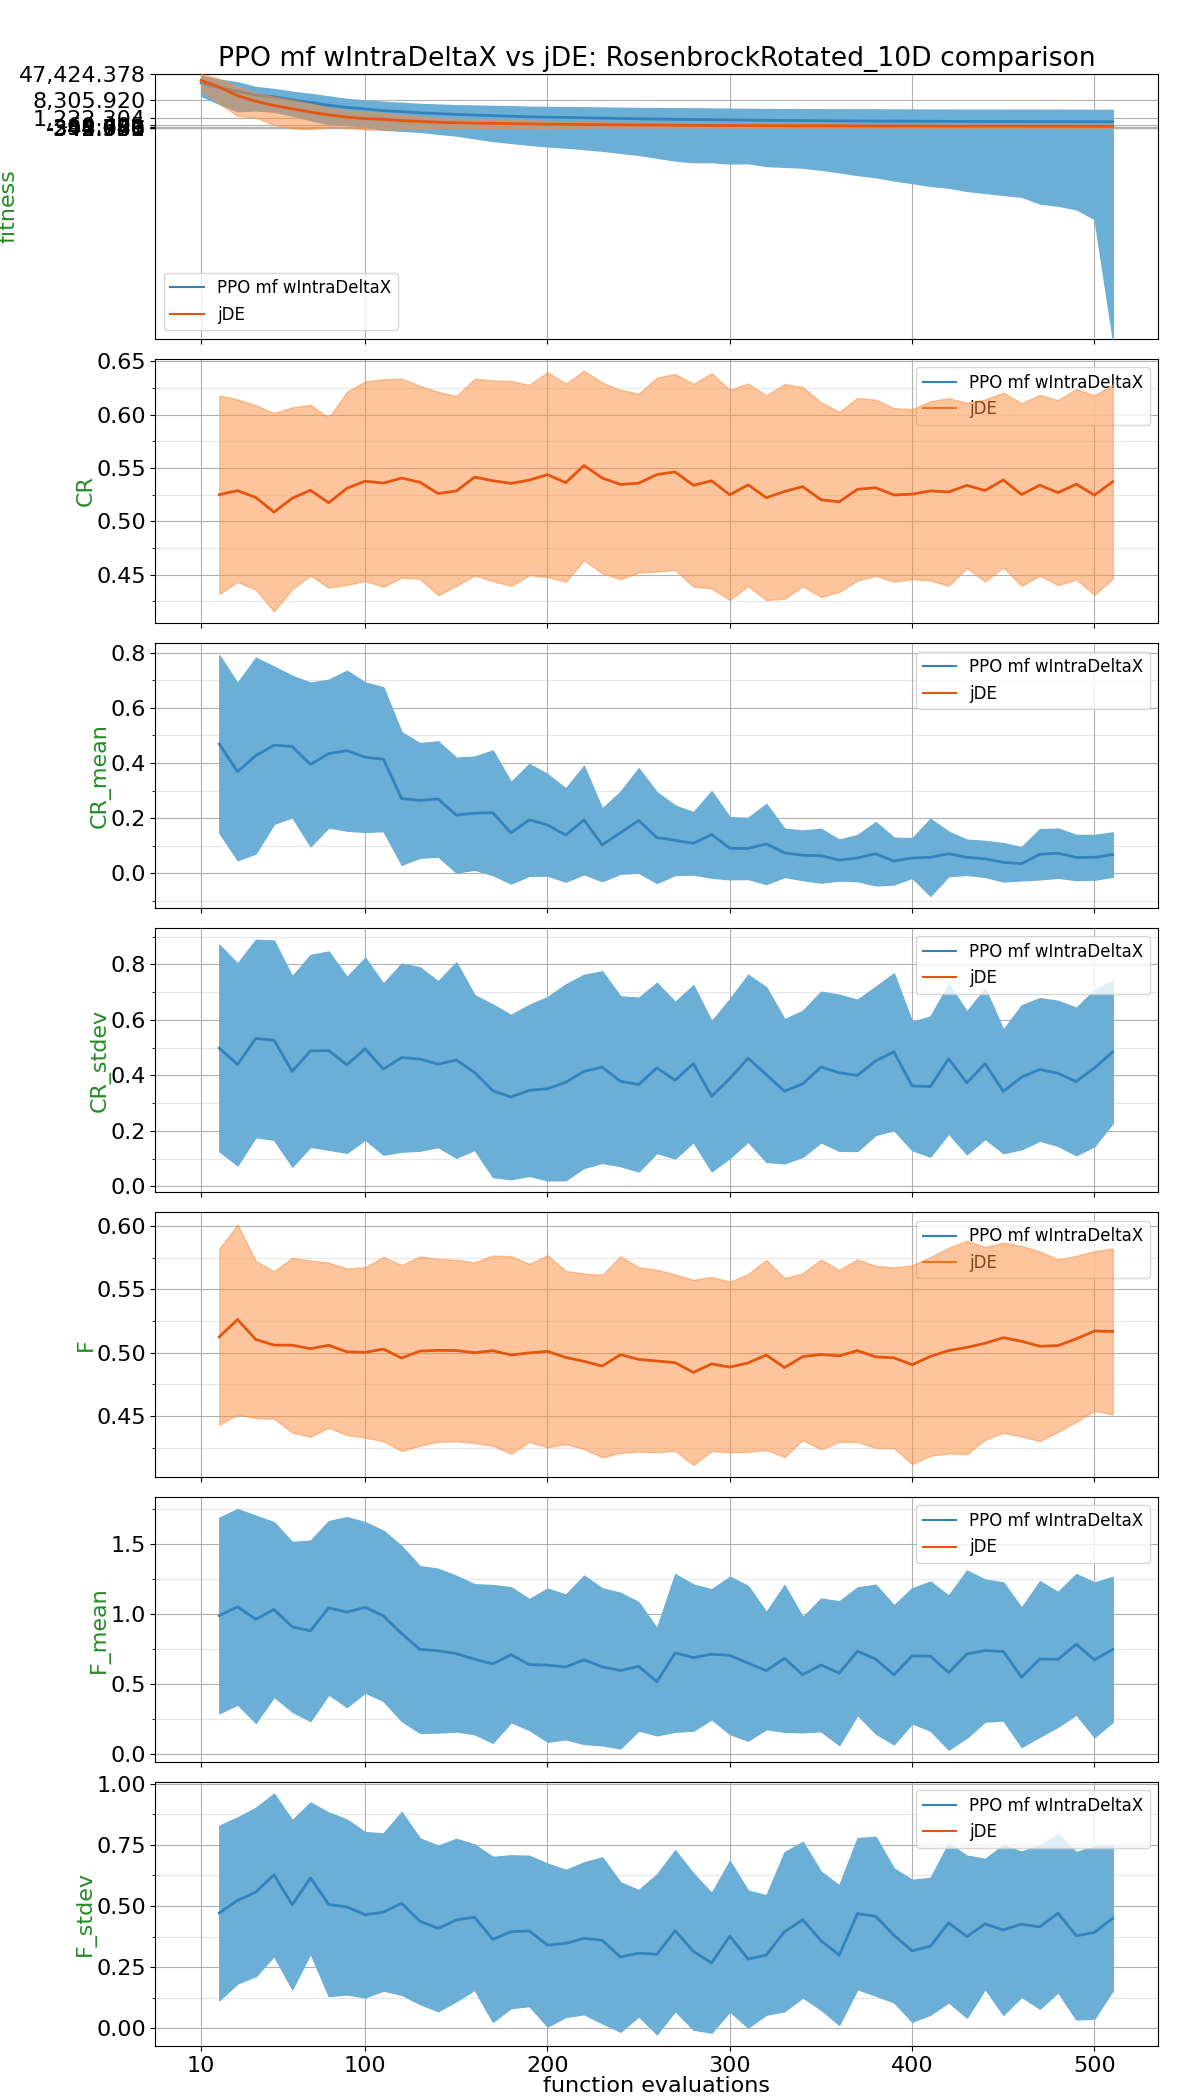 PPO mf wIntraDeltaX vs jDE: RosenbrockRotated_10D comparison
47,424.378
8,305.920
1,222.304
fitness
PPO mf wIntraDeltaX
jDE
0.65
0.60
0.55
0.50
0.45
CR
PPO mf wIntraDeltaX
jDE
0.8
0.6
0.4
0.2
0.0
CR_mean
PPO mf wIntraDeltaX
jDE
0.8
0.6
0.4
0.2
0.0
CR_stdev
PPO mf wIntraDeltaX
jDE
0.60
0.55
0.50
0.45
F
PPO mf wIntraDeltaX
jDE
1.5
1.0
0.5
0.0
F_mean
PPO mf wIntraDeltaX
jDE
1.00
0.75
0.50
0.25
0.00
F_stdev
PPO mf wIntraDeltaX
jDE
10 100 200 300 400 500
function evaluations